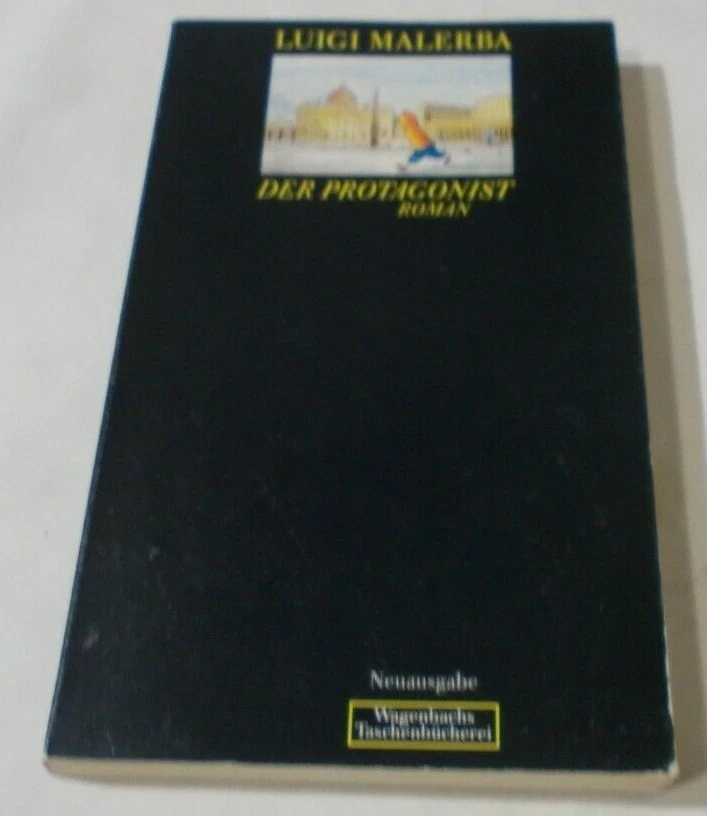 LUIGI MALERBA
DER PROTAGONIST
ROMAN
Neuausgabe
Wagenbachs
Taschenbücherei